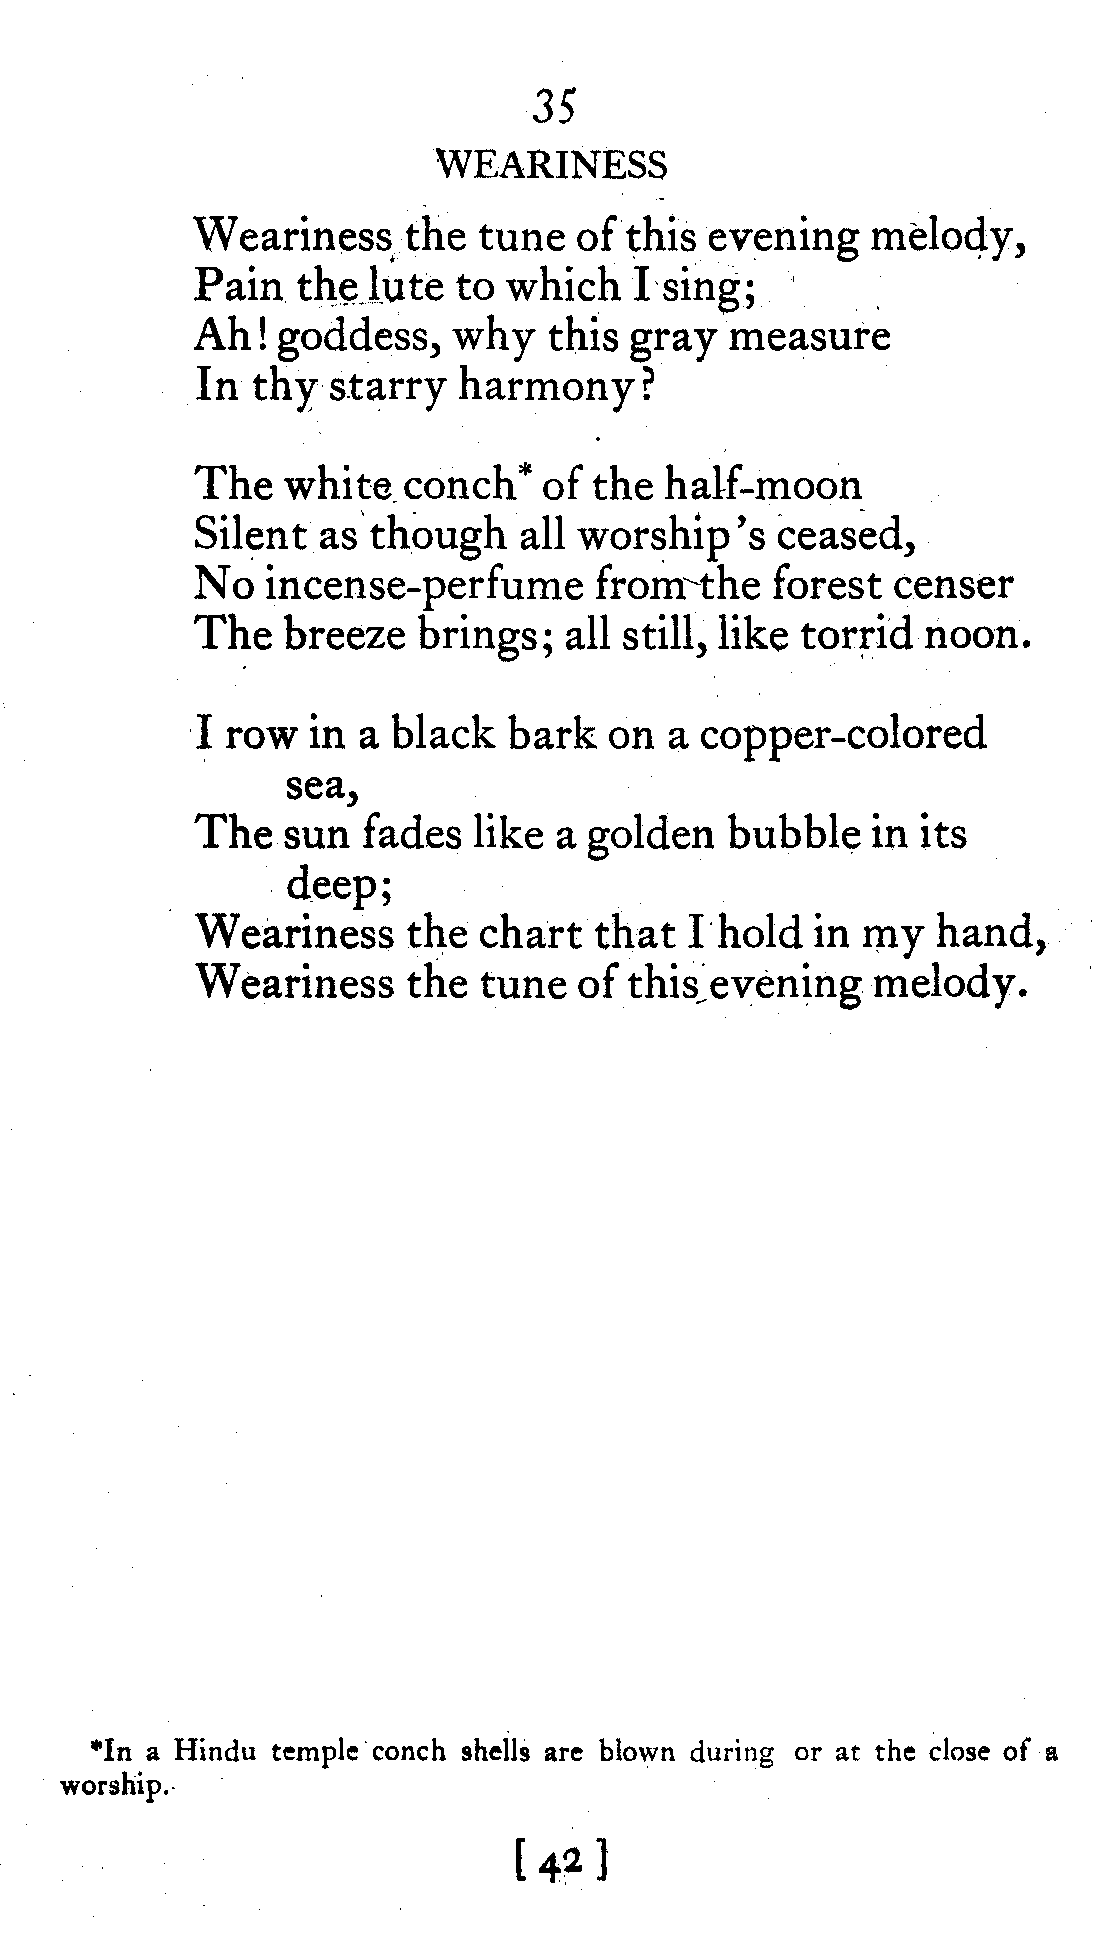 35
WEARINESS
Weariness the tune of this evening melody,
Pain the lute to which I sing;
Ah! goddess, why this gray measure
In thy starry harmony?
The white conch* of the half-moon
Silent as though all worship's ceased,
No incense-perfume from the forest censer
The breeze brings; all still, like torrid noon.
I row in a black bark on a copper-colored
sea,
The sun fades like a golden bubble in its
deep;
Weariness the chart that I hold in my hand,
Weariness the tune of this evening melody.
*In a Hindu temple conch shells are blown during or at the close of a
worship.
[ 42 ]